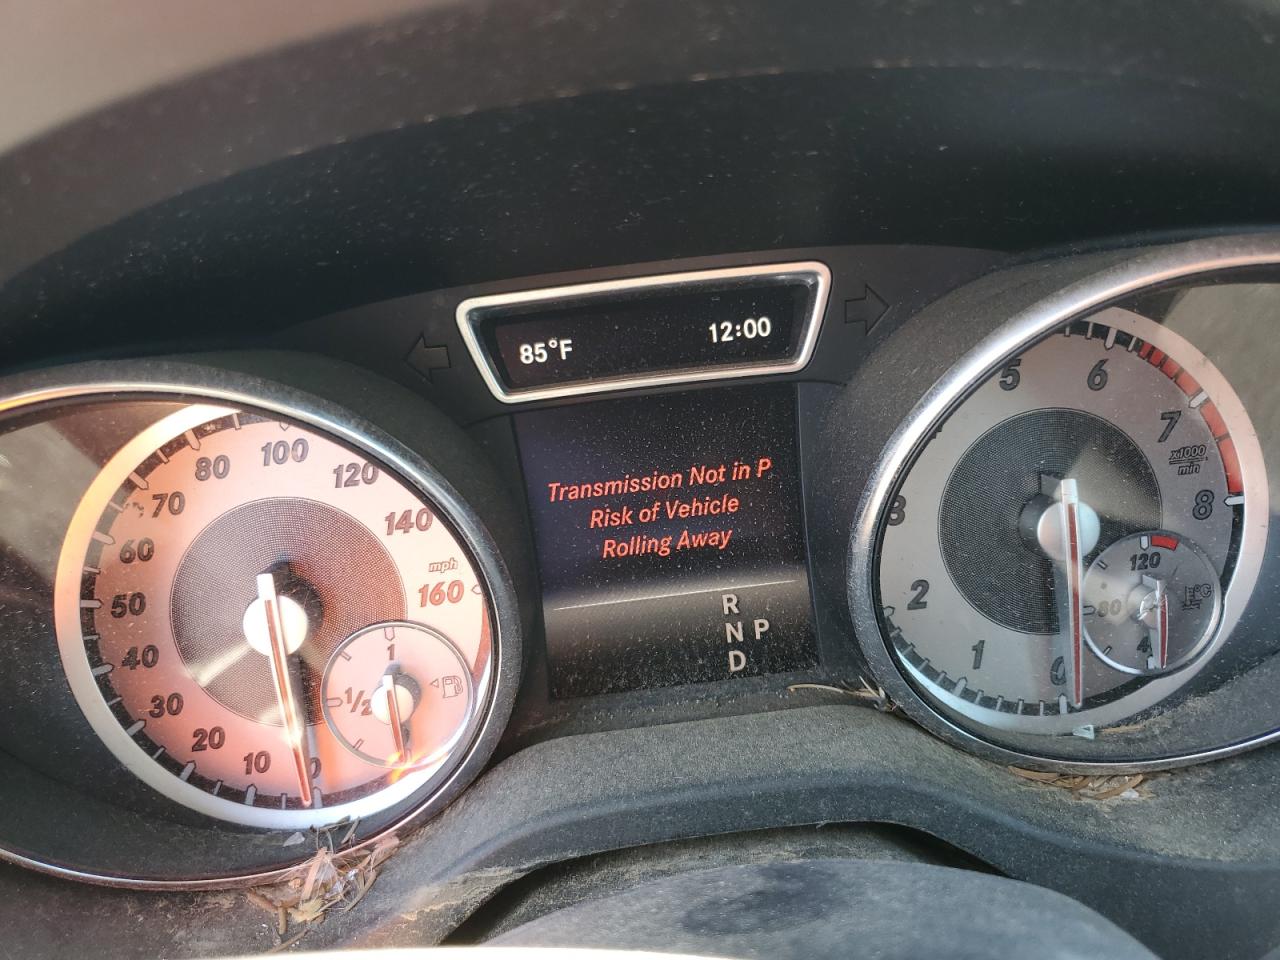 85°F 12:00
Transmission Not in P
Risk of Vehicle
Rolling Away
R
N P
D
0
10
20
30
40
50
60
70
80
100
120
140
mph
160
1
1/2
0
1
2
3
5
6
7
x1000
min
8
120
80
°C